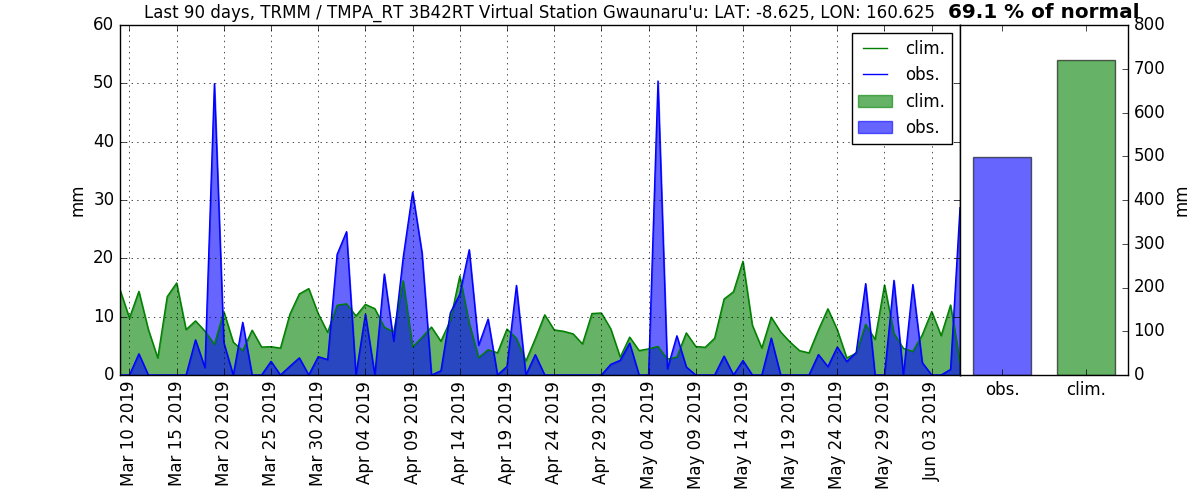 Last 90 days, TRMM / TMPA_RT 3B42RT Virtual Station Gwaunaru'u: LAT: -8.625, LON: 160.625 69.1 % of normal
60
50
40
30
20
10
0
mm
clim.
obs.
clim.
obs.
800
700
600
500
400
300
200
100
0
mm
Mar 10 2019
Mar 15 2019
Mar 20 2019
Mar 25 2019
Mar 30 2019
Apr 04 2019
Apr 09 2019
Apr 14 2019
Apr 19 2019
Apr 24 2019
Apr 29 2019
May 04 2019
May 09 2019
May 14 2019
May 19 2019
May 24 2019
May 29 2019
Jun 03 2019
obs.
clim.